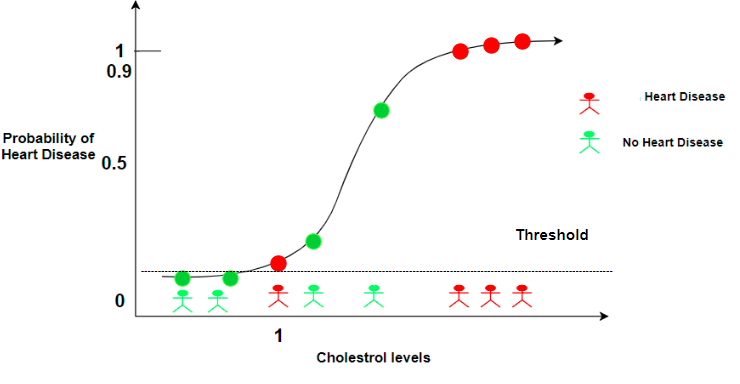 1
0.9
Probability of
Heart Disease
0.5
0
Heart Disease
No Heart Disease
Threshold
1
Cholestrol levels